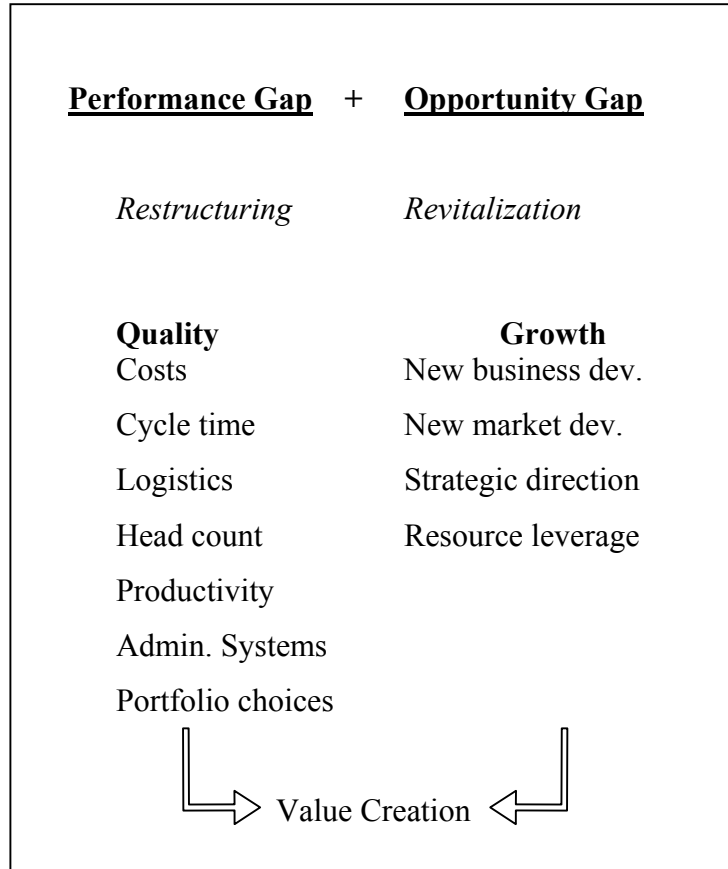 Performance Gap + Opportunity Gap
Restructuring Revitalization
Quality Growth
Costs New business dev.
Cycle time New market dev.
Logistics Strategic direction
Head count Resource leverage
Productivity
Admin. Systems
Portfolio choices
Value Creation